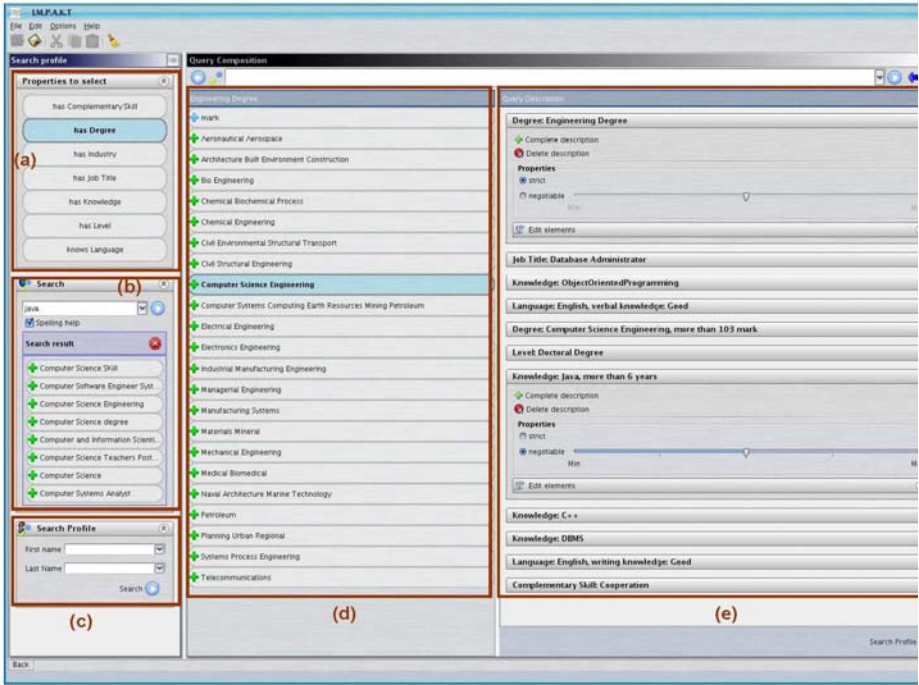 I.M.P.A.K.T
File Edit Options Help
Search profile
Properties to select
has Complementary Skill
has Degree
has Industry
has Job Title
has Knowledge
has Level
knows Language
(a)
Search
(b)
java
Spelling help
Search result
Computer Science Skill
Computer Software Engineer Syst...
Computer Science Engineering
Computer Science degree
Computer and Information Scienti...
Computer Science Teachers Post...
Computer Science
Computer Systems Analyst
Search Profile
First name
Last Name
Search
(c)
Query Composition
Engineering Degree
mark
Aeronautical Aerospace
Architecture Built Environment Construction
Bio Engineering
Chemical Biochemical Process
Chemical Engineering
Civil Environmental Structural Transport
Civil Structural Engineering
Computer Science Engineering
Computer Systems Computing Earth Resources Mining Petroleum
Electrical Engineering
Electronics Engineering
Industrial Manufacturing Engineering
Managerial Engineering
Manufacturing Systems
Materials Mineral
Mechanical Engineering
Medical Biomedical
Naval Architecture Marine Technology
Petroleum
Planning Urban Regional
Systems Process Engineering
Telecommunications
(d)
Query Description
Degree: Engineering Degree
Complete description
Delete description
Properties
strict
negotiable
Min
Edit elements
Job Title: Database Administrator
Knowledge: ObjectOrientedProgramming
Language: English, verbal knowledge: Good
Degree: Computer Science Engineering, more than 103 mark
Level: Doctoral Degree
Knowledge: Java, more than 6 years
Complete description
Delete description
Properties
strict
negotiable
Min
Edit elements
Knowledge: C++
Knowledge: DBMS
Language: English, writing knowledge: Good
Complementary Skill: Cooperation
(e)
Search Profile
Back